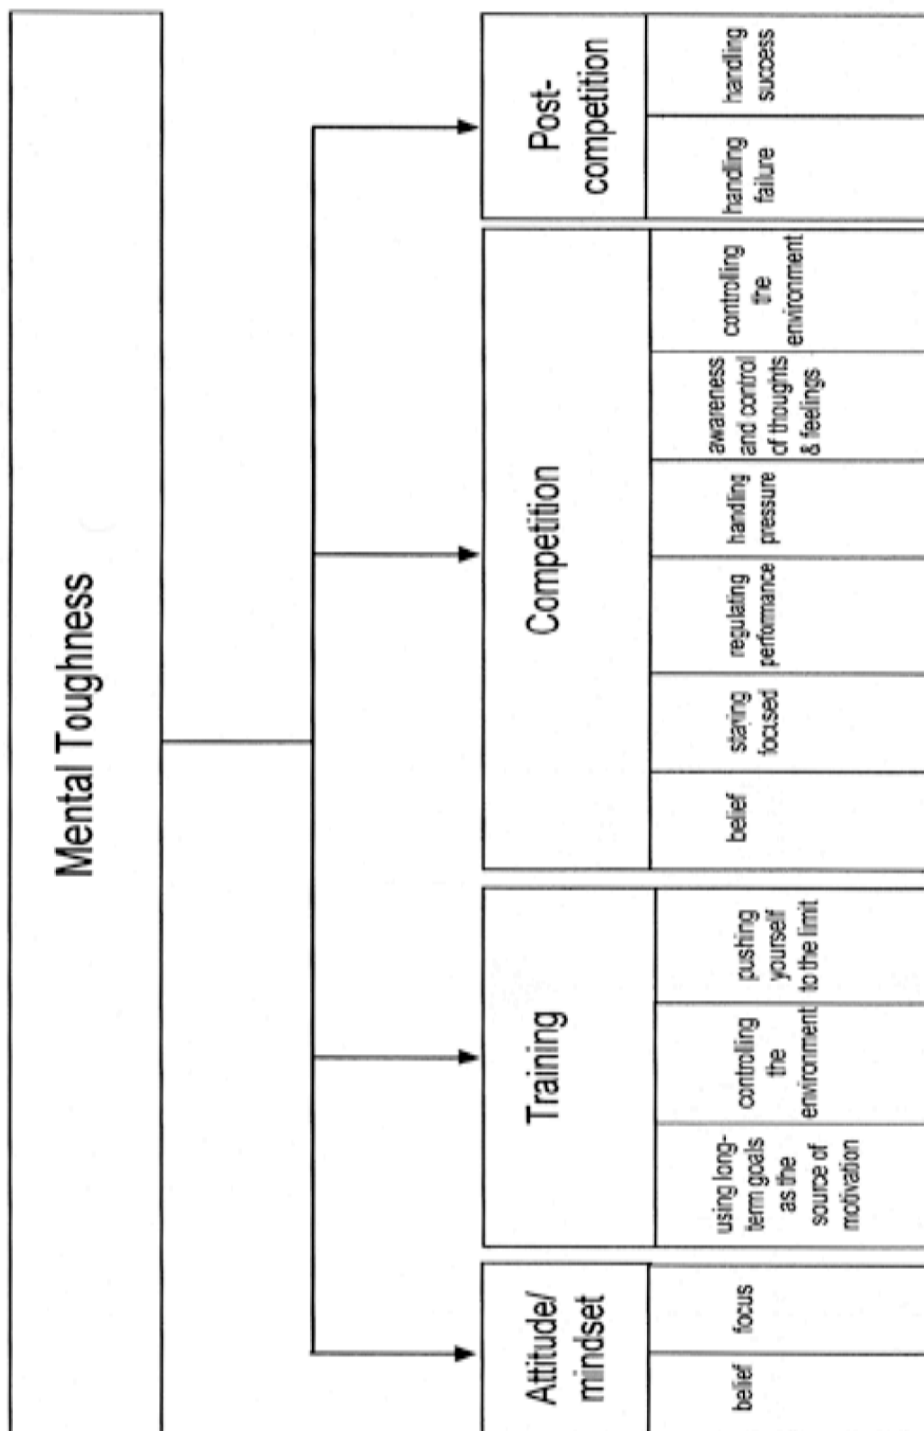 Mental Toughness
Attitude/
mindset
belief
focus
Training
using long-
term goals
as the
source of
motivation
controlling
the
environment
pushing
yourself
to the limit
Competition
belief
staying
focused
regulating
performance
handling
pressure
awareness
and control
of thoughts
& feelings
controlling
the
environment
Post-
competition
handling
failure
handling
success